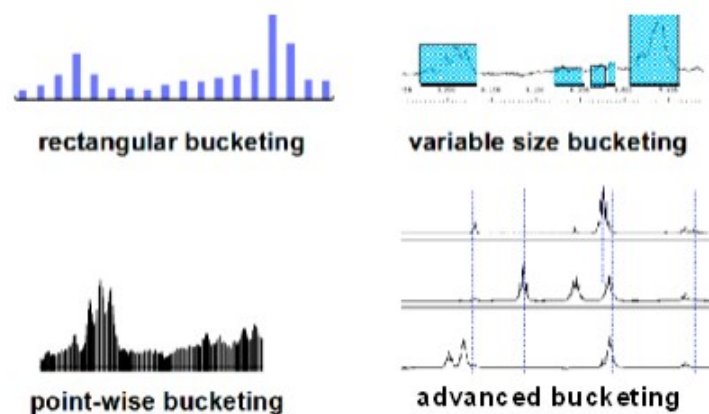 rectangular bucketing
variable size bucketing
point-wise bucketing
advanced bucketing